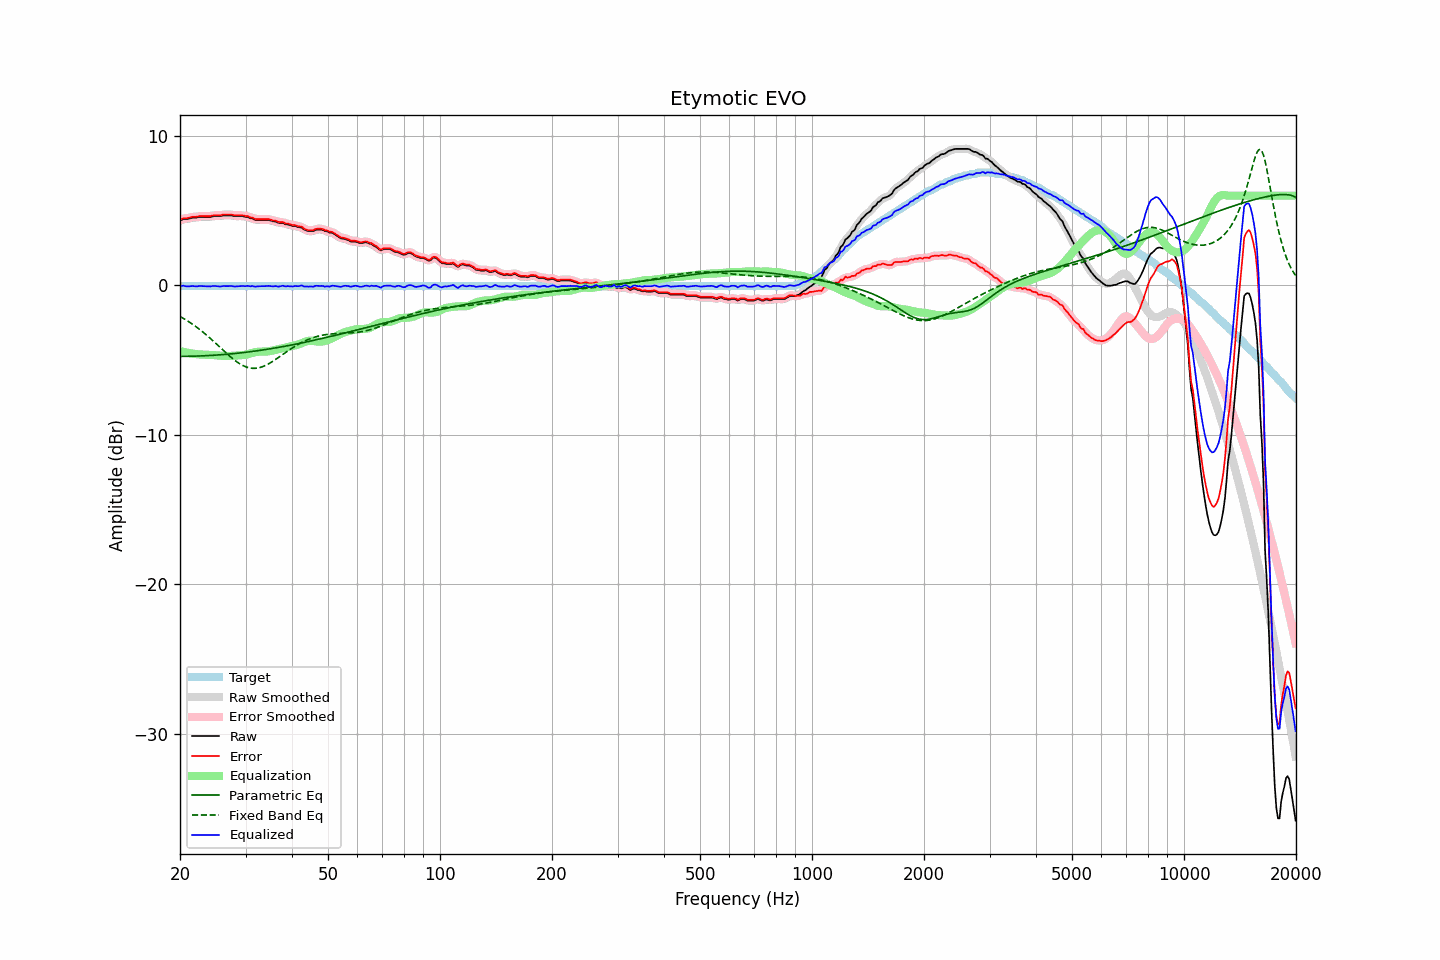 Etymotic EVO
10
0
−10
−20
−30
Amplitude (dBr)
Target
Raw Smoothed
Error Smoothed
Raw
Error
Equalization
Parametric Eq
Fixed Band Eq
Equalized
20 50 100 200 500 1000 2000 5000 10000 20000
Frequency (Hz)